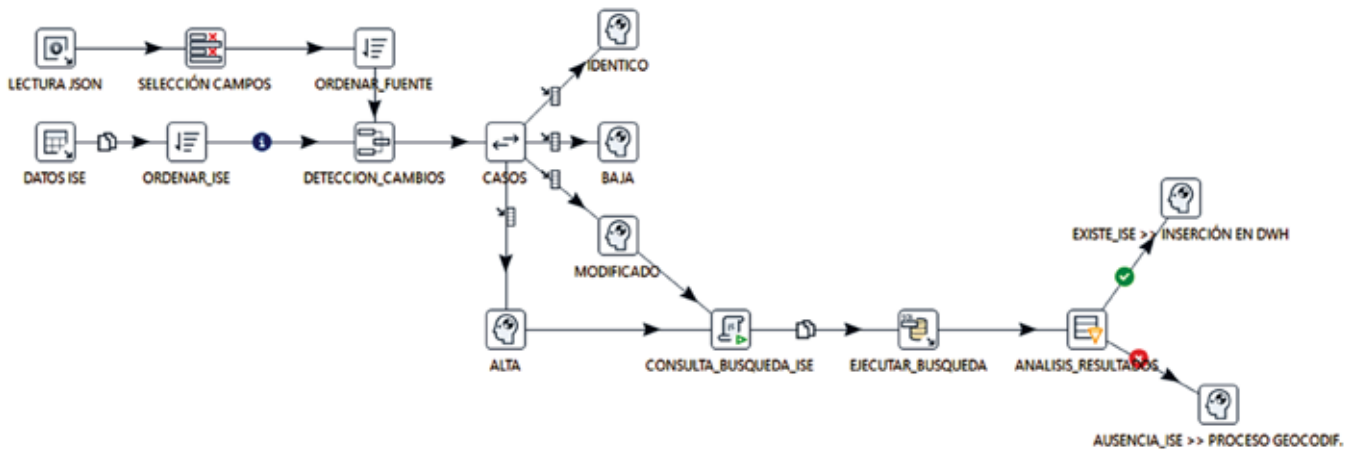 IDENTICO
LECTURA JSON
SELECCIÓN CAMPOS
ORDENAR_FUENTE
DATOS ISE
ORDENAR_ISE
DETECCION_CAMBIOS
CASOS
BAJA
EXISTE_ISE >> INSERCIÓN EN DWH
MODIFICADO
ALTA
CONSULTA_BUSQUEDA_ISE
EJECUTAR_BUSQUEDA
ANALISIS_RESULTADOS
AUSENCIA_ISE >> PROCESO GEOCODIF.